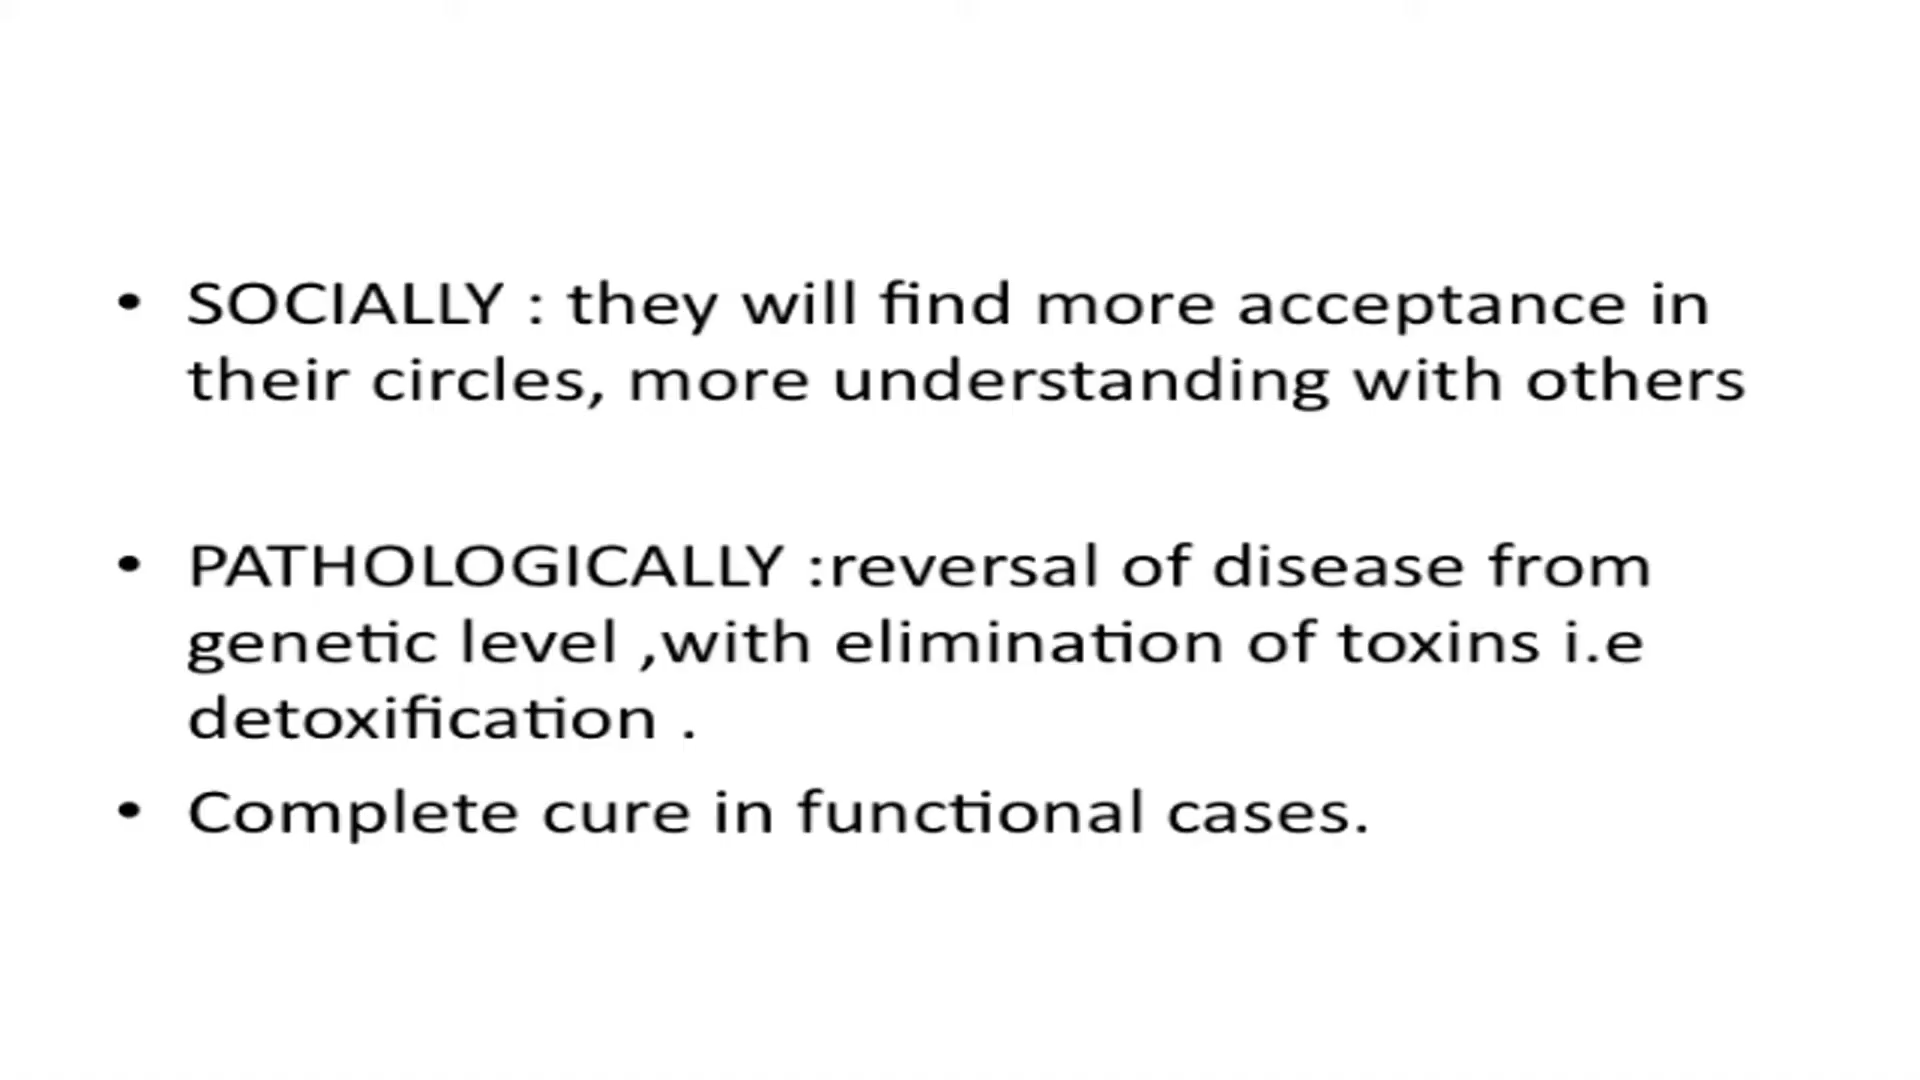 • SOCIALLY : they will find more acceptance in
their circles, more understanding with others
• PATHOLOGICALLY :reversal of disease from
genetic level ,with elimination of toxins i.e
detoxification .
• Complete cure in functional cases.